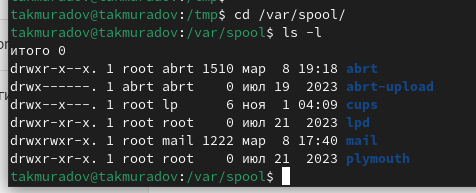 takmuradov@takmuradov:/tmp$ cd /var/spool/
takmuradov@takmuradov:/var/spool$ ls -l
итого 0
drwxr-x--x. 1 root abrt 1510 мар  8 19:18 abrt
drwx------. 1 abrt abrt    0 июл 19  2023 abrt-upload
drwx--x---. 1 root lp      6 ноя  1 04:09 cups
drwxr-xr-x. 1 root root    0 июл 21  2023 lpd
drwxrwxr-x. 1 root mail 1222 мар  8 17:40 mail
drwxr-xr-x. 1 root root    0 июл 21  2023 plymouth
takmuradov@takmuradov:/var/spool$